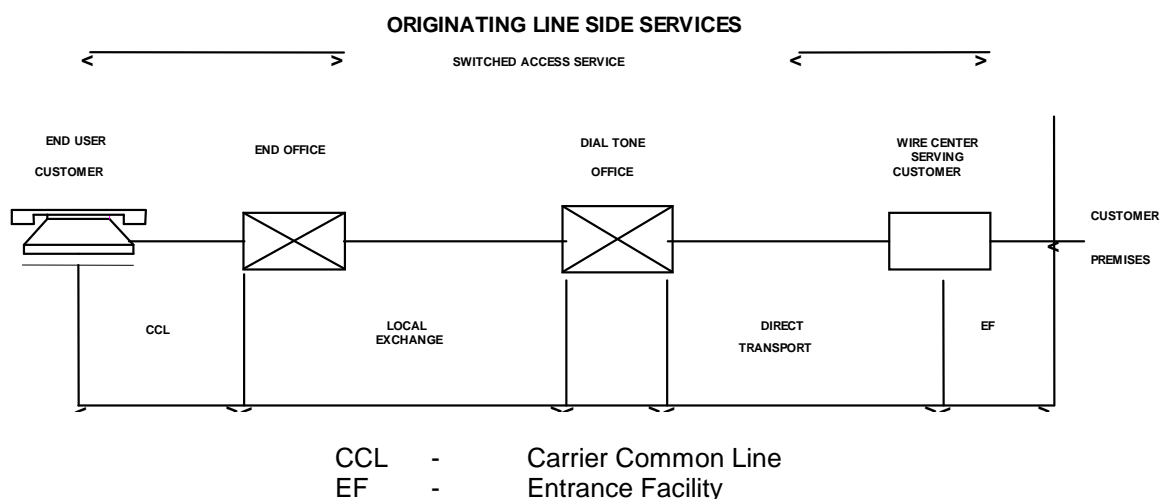 ORIGINATING LINE SIDE SERVICES
SWITCHED ACCESS SERVICE
END USER
CUSTOMER
END OFFICE
DIAL TONE
OFFICE
WIRE CENTER
SERVING
CUSTOMER
CUSTOMER
PREMISES
CCL
LOCAL
EXCHANGE
DIRECT
TRANSPORT
EF
CCL - Carrier Common Line
EF - Entrance Facility